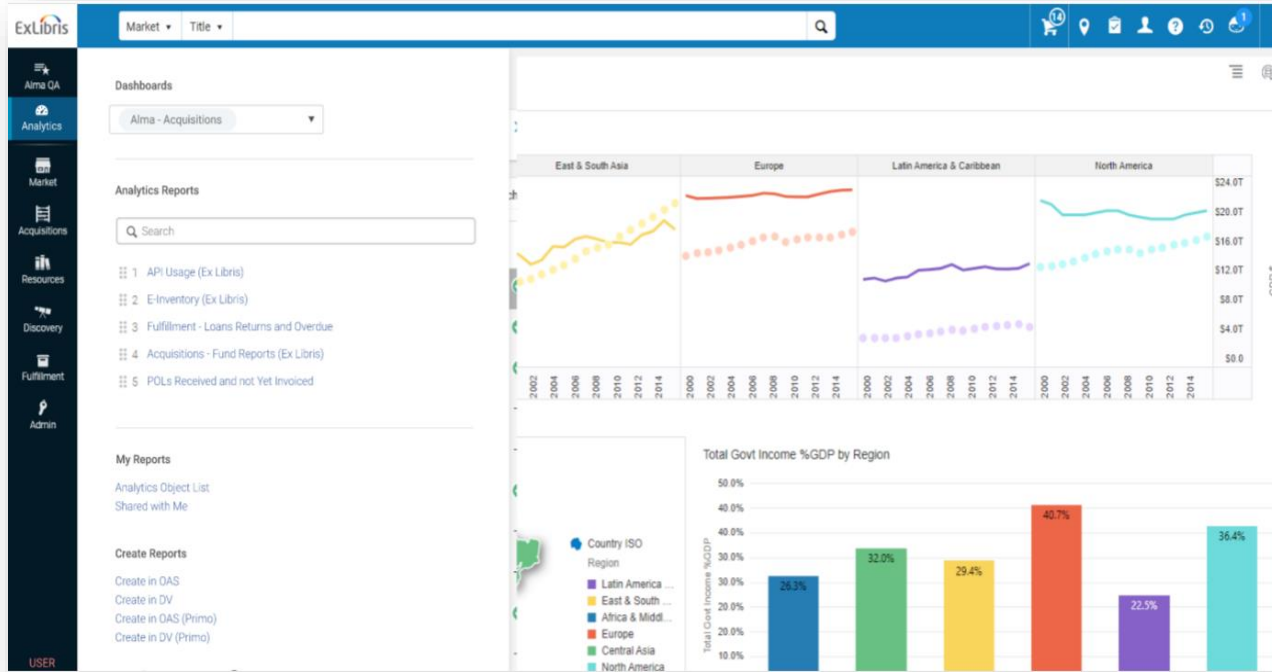 ExLibris
Market
Title
14
1
Alma QA
Analytics
Market
Acquisitions
Resources
Discovery
Fulfillment
Admin
USER
Dashboards
Alma - Acquisitions
Analytics Reports
Search
1 API Usage (Ex Libris)
2 E-Inventory (Ex Libris)
3 Fulfillment - Loans Returns and Overdue
4 Acquisitions - Fund Reports (Ex Libris)
5 POLs Received and not Yet Invoiced
My Reports
Analytics Object List
Shared with Me
Create Reports
Create in OAS
Create in DV
Create in OAS (Primo)
Create in DV (Primo)
East & South Asia
Europe
Latin America & Caribbean
North America
$24.0T
$20.0T
$16.0T
$12.0T
$8.0T
$4.0T
$0.0
2002 2004 2006 2008 2010 2012 2014
2000 2002 2004 2006 2008 2010 2012 2014
2000 2002 2004 2006 2008 2010 2012 2014
2000 2002 2004 2006 2008 2010 2012 2014
Country ISO
Region
Latin America ...
East & South ...
Africa & Middl...
Europe
Central Asia
North America
Total Govt Income %GDP by Region
Total Govt Income %GDP
50.0%
40.0%
40.0%
30.0%
30.0%
20.0%
20.0%
10.0%
26.3%
32.0%
29.4%
40.7%
22.5%
36.4%